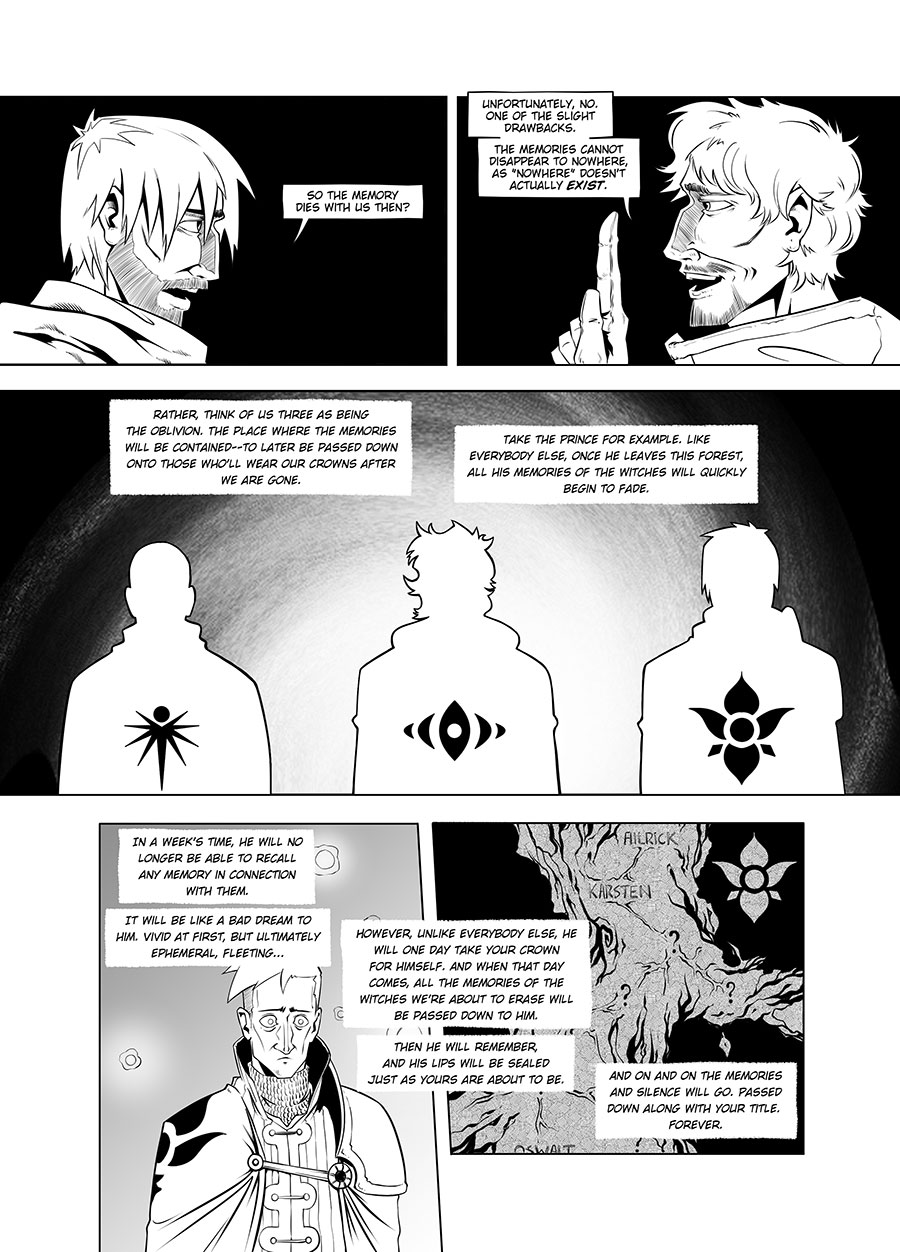 SO THE MEMORY
DIES WITH US THEN?
UNFORTUNATELY, NO.
ONE OF THE SLIGHT
DRAWBACKS.
THE MEMORIES CANNOT
DISAPPEAR TO NOWHERE,
AS "NOWHERE" DOESN'T
ACTUALLY EXIST.
RATHER, THINK OF US THREE AS BEING
THE OBLIVION. THE PLACE WHERE THE MEMORIES
WILL BE CONTAINED--TO LATER BE PASSED DOWN
ONTO THOSE WHO'LL WEAR OUR CROWNS AFTER
WE ARE GONE.
TAKE THE PRINCE FOR EXAMPLE. LIKE
EVERYBODY ELSE, ONCE HE LEAVES THIS FOREST,
ALL HIS MEMORIES OF THE WITCHES WILL QUICKLY
BEGIN TO FADE.
IN A WEEK'S TIME, HE WILL NO
LONGER BE ABLE TO RECALL
ANY MEMORY IN CONNECTION
WITH THEM.
IT WILL BE LIKE A BAD DREAM TO
HIM. VIVID AT FIRST, BUT ULTIMATELY
EPHEMERAL, FLEETING...
HOWEVER, UNLIKE EVERYBODY ELSE, HE
WILL ONE DAY TAKE YOUR CROWN
FOR HIMSELF. AND WHEN THAT DAY
COMES, ALL THE MEMORIES OF THE
WITCHES WE'RE ABOUT TO ERASE WILL
BE PASSED DOWN TO HIM.
THEN HE WILL REMEMBER,
AND HIS LIPS WILL BE SEALED
JUST AS YOURS ARE ABOUT TO BE.
AILRICK
KARSTEN
?
?
?
AND ON AND ON THE MEMORIES
AND SILENCE WILL GO. PASSED
DOWN ALONG WITH YOUR TITLE.
FOREVER.
OSWALT